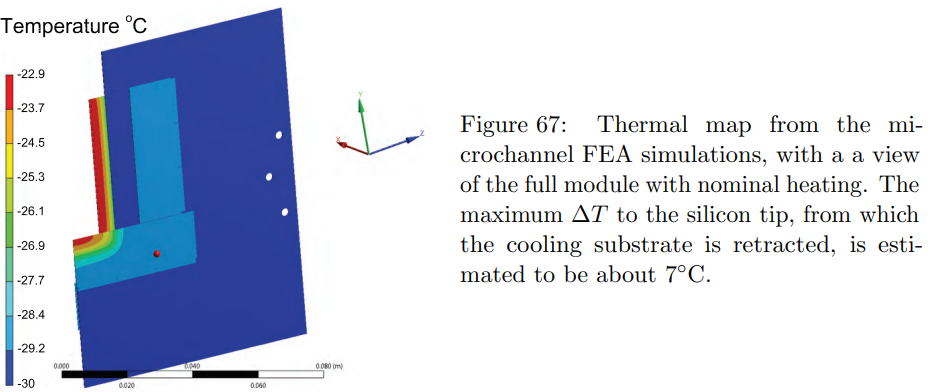 Temperature °C
-22.9
-23.7
-24.5
-25.3
-26.1
-26.9
-27.7
-28.4
-29.2
-30
Y
X
Z
0.000
0.040
0.080 (m)
0.020
0.060
Figure 67: Thermal map from the mi-
crochannel FEA simulations, with a a view
of the full module with nominal heating. The
maximum ΔT to the silicon tip, from which
the cooling substrate is retracted, is esti-
mated to be about 7°C.